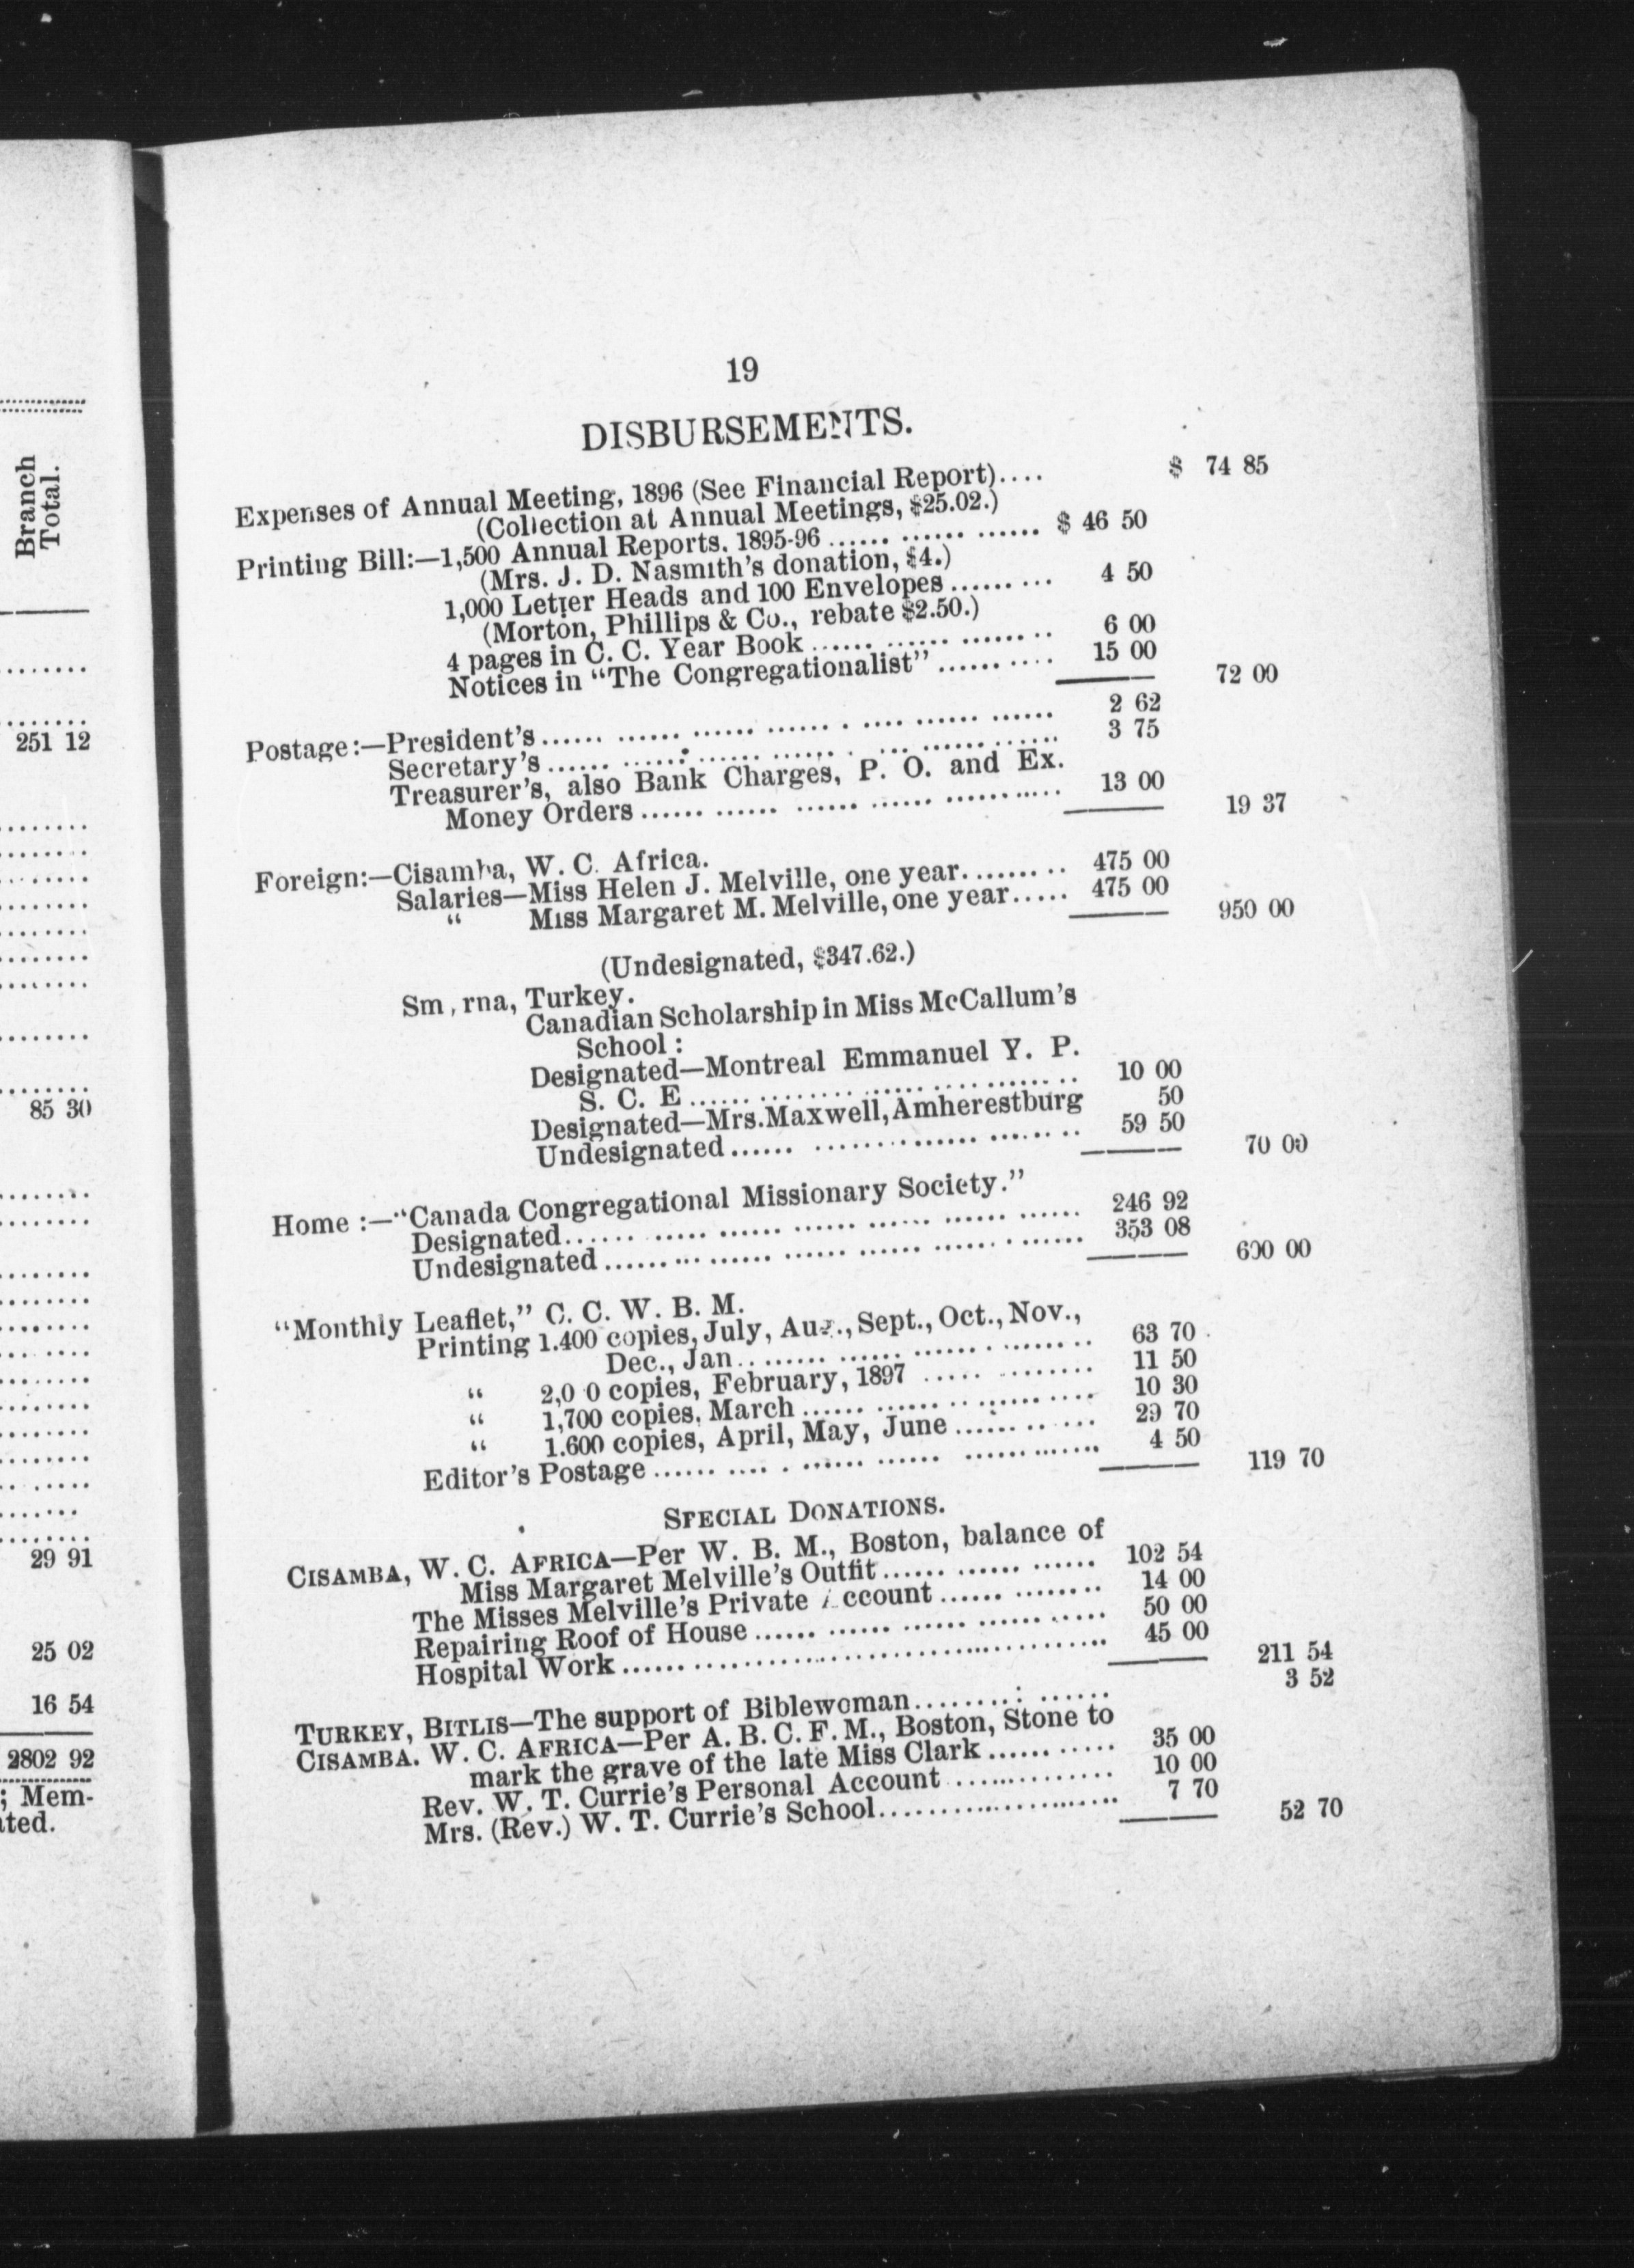 Branch
Total.
251 12
85 30
29 91
25 02
16 54
2802 92
; Mem-
ted.
19
DISBURSEMENTS.
Expenses of Annual Meeting, 1896 (See Financial Report).... $ 74 85
(Collection at Annual Meetings, $25.02.)
Printing Bill:—1,500 Annual Reports. 1895-96 ...... ...... ...... $ 46 50
(Mrs. J. D. Nasmith's donation, $4.)
1,000 Letter Heads and 100 Envelopes ...... ... 4 50
(Morton, Phillips & Co., rebate $2.50.)
4 pages in C. C. Year Book ...... ...... ...... .. 6 00
Notices in "The Congregationalist" ...... .... 15 00
72 00
Postage:—President's ...... ...... ...... ...... . .... ...... ...... 2 62
Secretary's ...... ...... ...... ...... . ... ...... ...... 3 75
Treasurer's, also Bank Charges, P. O. and Ex.
Money Orders ...... ...... ...... ...... .......... 13 00
19 37
Foreign:—Cisamba, W. C. Africa.
Salaries—Miss Helen J. Melville, one year. ....... .. 475 00
" Miss Margaret M. Melville, one year..... 475 00
950 00
(Undesignated, $347.62.)
Sm,rna, Turkey.
Canadian Scholarship in Miss McCallum's
School:
Designated—Montreal Emmanuel Y. P.
S. C. E ...... ...... ...... .... ...... .. 10 00
Designated—Mrs. Maxwell, Amherestburg 50
Undesignated ...... ...... ...... ...... .. 59 50
70 00
Home :—"Canada Congregational Missionary Society."
Designated ...... ..... ...... ...... ...... ...... ...... 246 92
Undesignated ...... ... ...... ...... ...... ...... . ...... 353 08
600 00
"Monthly Leaflet," C. C. W. B. M.
Printing 1.400 copies, July, Aug., Sept., Oct., Nov.,
Dec., Jan. . ...... ...... ...... . ...... .. 63 70
" 2,0 0 copies, February, 1897 ..... ......... 11 50
" 1,700 copies, March ...... ...... .. ...... .... 10 30
" 1.600 copies, April, May, June ...... .. .... 29 70
Editor's Postage ...... .... . ...... ...... ...... ...... 4 50
119 70
SPECIAL DONATIONS.
CISAMBA, W. C. AFRICA—Per W. B. M., Boston, balance of
Miss Margaret Melville's Outfit ...... ...... ...... 102 54
The Misses Melville's Private Account ...... ........ 14 00
Repairing Roof of House ...... ...... ...... ...... ..... 50 00
Hospital Work ...... .............................. 45 00
211 54
TURKEY, BITLIS—The support of Biblewoman......... ...... 3 52
CISAMBA. W. C. AFRICA—Per A. B. C. F. M., Boston, Stone to
mark the grave of the late Miss Clark ...... ..... 35 00
Rev. W. T. Currie's Personal Account ............... 10 00
Mrs. (Rev.) W. T. Currie's School..................... 7 70
52 70